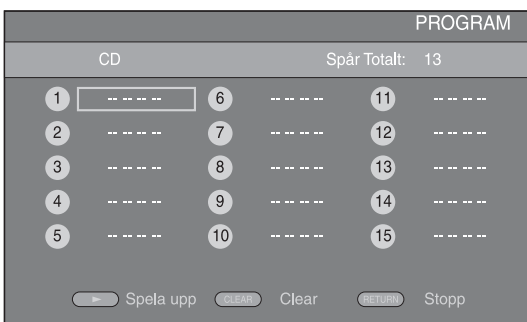 PROGRAM
CD Spår Totalt: 13
1 -- -- -- -- 6 -- -- -- -- 11 -- -- -- --
2 -- -- -- -- 7 -- -- -- -- 12 -- -- -- --
3 -- -- -- -- 8 -- -- -- -- 13 -- -- -- --
4 -- -- -- -- 9 -- -- -- -- 14 -- -- -- --
5 -- -- -- -- 10 -- -- -- -- 15 -- -- -- --
Spela upp CLEAR Clear RETURN Stopp